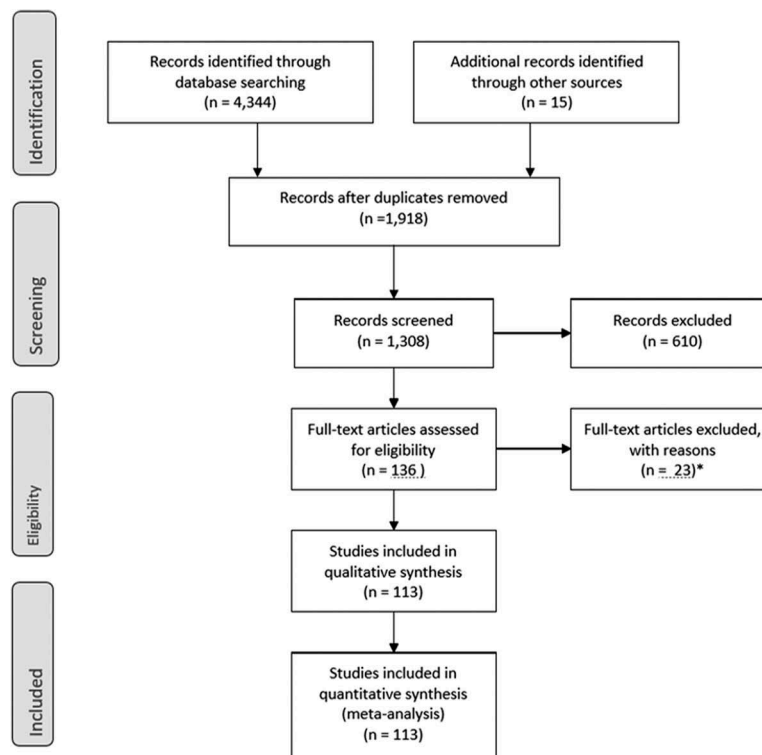 Identification
Records identified through
database searching
(n = 4,344)
Additional records identified
through other sources
(n = 15)
Records after duplicates removed
(n =1,918)
Screening
Records screened
(n = 1,308)
Records excluded
(n = 610)
Eligibility
Full-text articles assessed
for eligibility
(n = 136 )
Full-text articles excluded,
with reasons
(n = 23)*
Studies included in
qualitative synthesis
(n = 113)
Included
Studies included in
quantitative synthesis
(meta-analysis)
(n = 113)